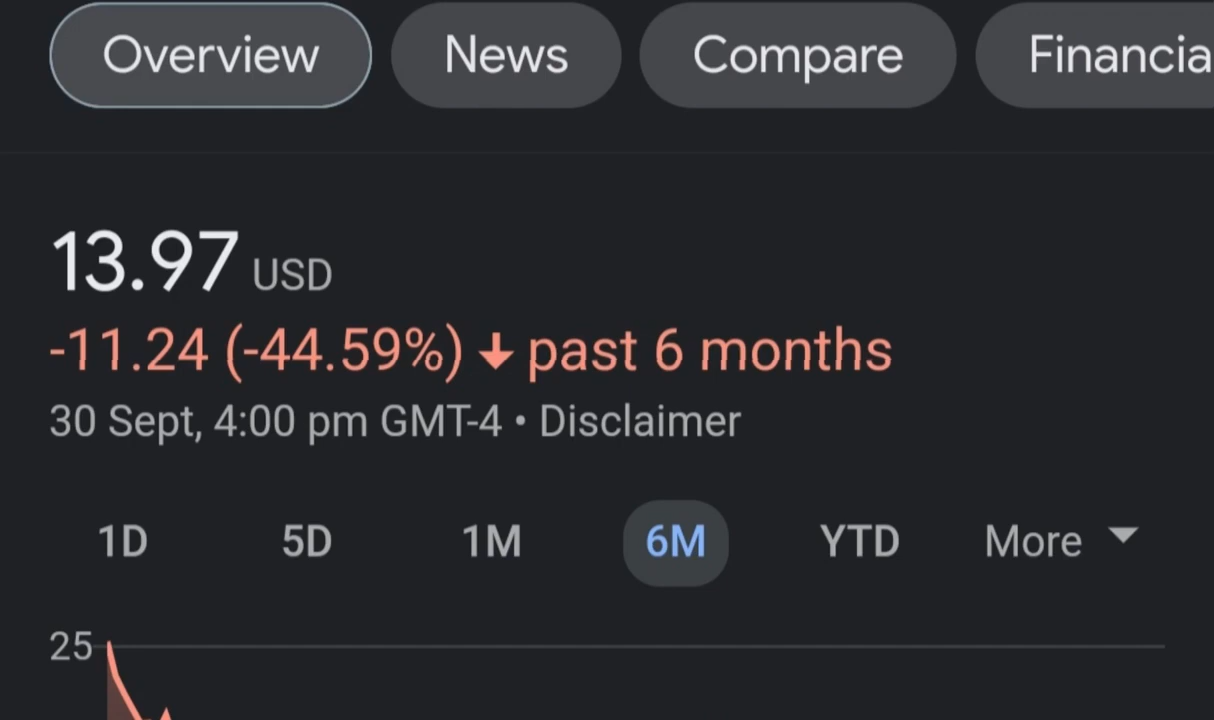 Overview News Compare Financia
13.97 USD
-11.24 (-44.59%) ↓ past 6 months
30 Sept, 4:00 pm GMT-4 • Disclaimer
1D 5D 1M 6M YTD More
25